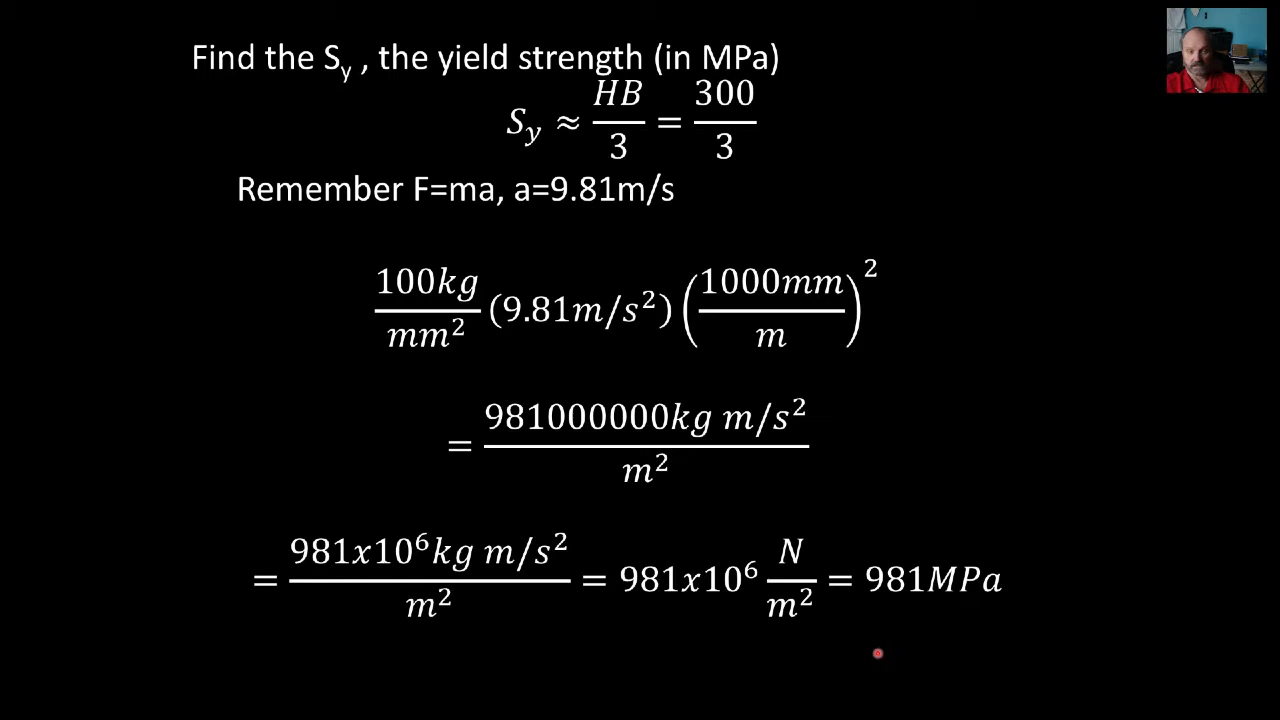 Find the Sy , the yield strength (in MPa)
Sy ≈ HB/3 = 300/3
Remember F=ma, a=9.81m/s
100kg/mm² (9.81m/s²) (1000mm/m)²
= 981000000kg m/s²/m²
= 981x10⁶kg m/s²/m² = 981x10⁶ N/m² = 981MPa